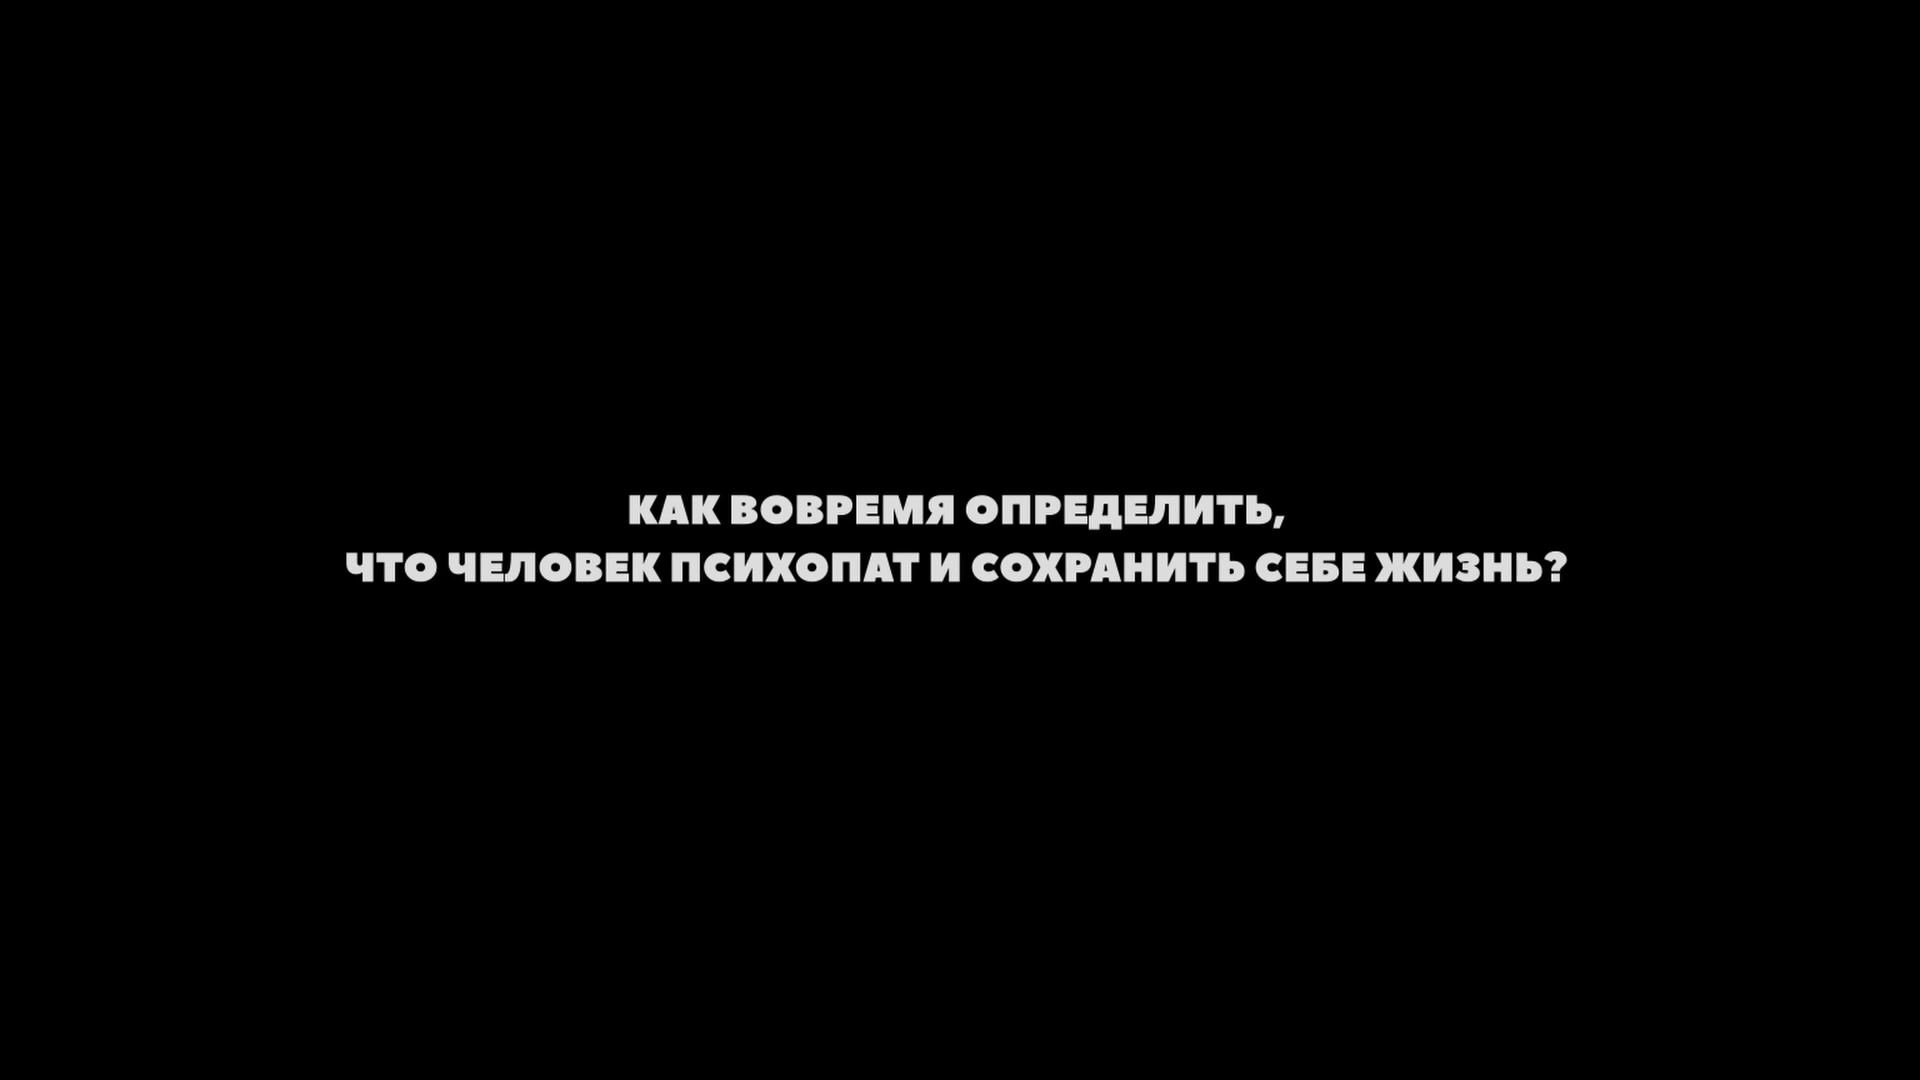 КАК ВОВРЕМЯ ОПРЕДЕЛИТЬ,
ЧТО ЧЕЛОВЕК ПСИХОПАТ И СОХРАНИТЬ СЕБЕ ЖИЗНЬ?